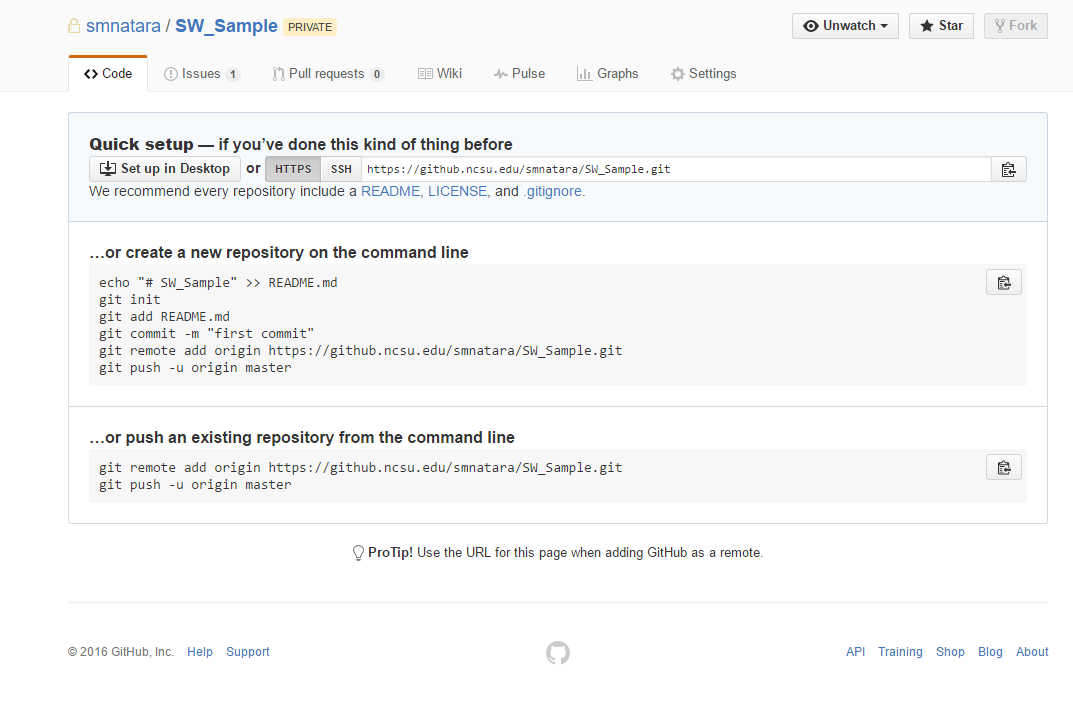 smnatara / SW_Sample PRIVATE Unwatch Star Fork
Code Issues 1 Pull requests 0 Wiki Pulse Graphs Settings
Quick setup — if you’ve done this kind of thing before
Set up in Desktop or HTTPS SSH https://github.ncsu.edu/smnatara/SW_Sample.git
We recommend every repository include a README, LICENSE, and .gitignore.
…or create a new repository on the command line
echo "# SW_Sample" >> README.md
git init
git add README.md
git commit -m "first commit"
git remote add origin https://github.ncsu.edu/smnatara/SW_Sample.git
git push -u origin master
…or push an existing repository from the command line
git remote add origin https://github.ncsu.edu/smnatara/SW_Sample.git
git push -u origin master
ProTip! Use the URL for this page when adding GitHub as a remote.
© 2016 GitHub, Inc. Help Support API Training Shop Blog About